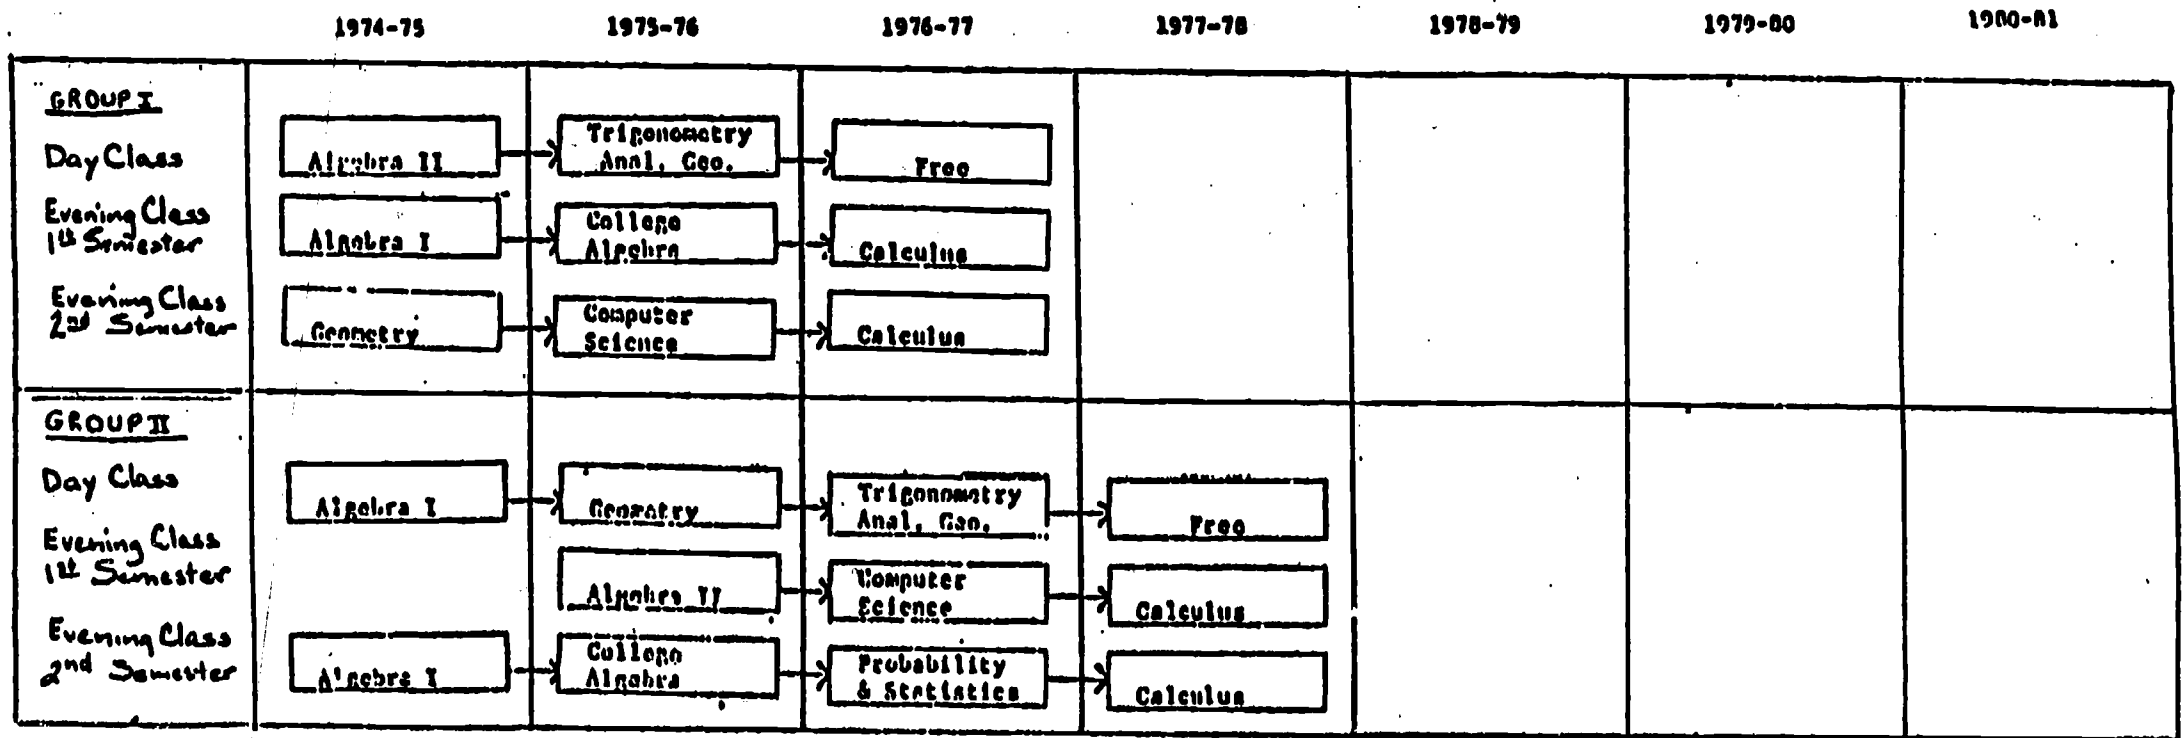 1974-75 1975-76 1976-77 1977-78 1978-79 1979-80 1980-81
GROUP I
Day Class
Algebra II
Trigonometry
Anal. Geo.
Free
Evening Class
1st Semester
Algebra I
College
Algebra
Calculus
Evening Class
2nd Semester
Geometry
Computer
Science
Calculus
GROUP II
Day Class
Algebra I
Geometry
Trigonometry
Anal. Geo.
Free
Evening Class
1st Semester
Algebra II
Computer
Science
Calculus
Evening Class
2nd Semester
Algebra I
College
Algebra
Probability
& Statistics
Calculus